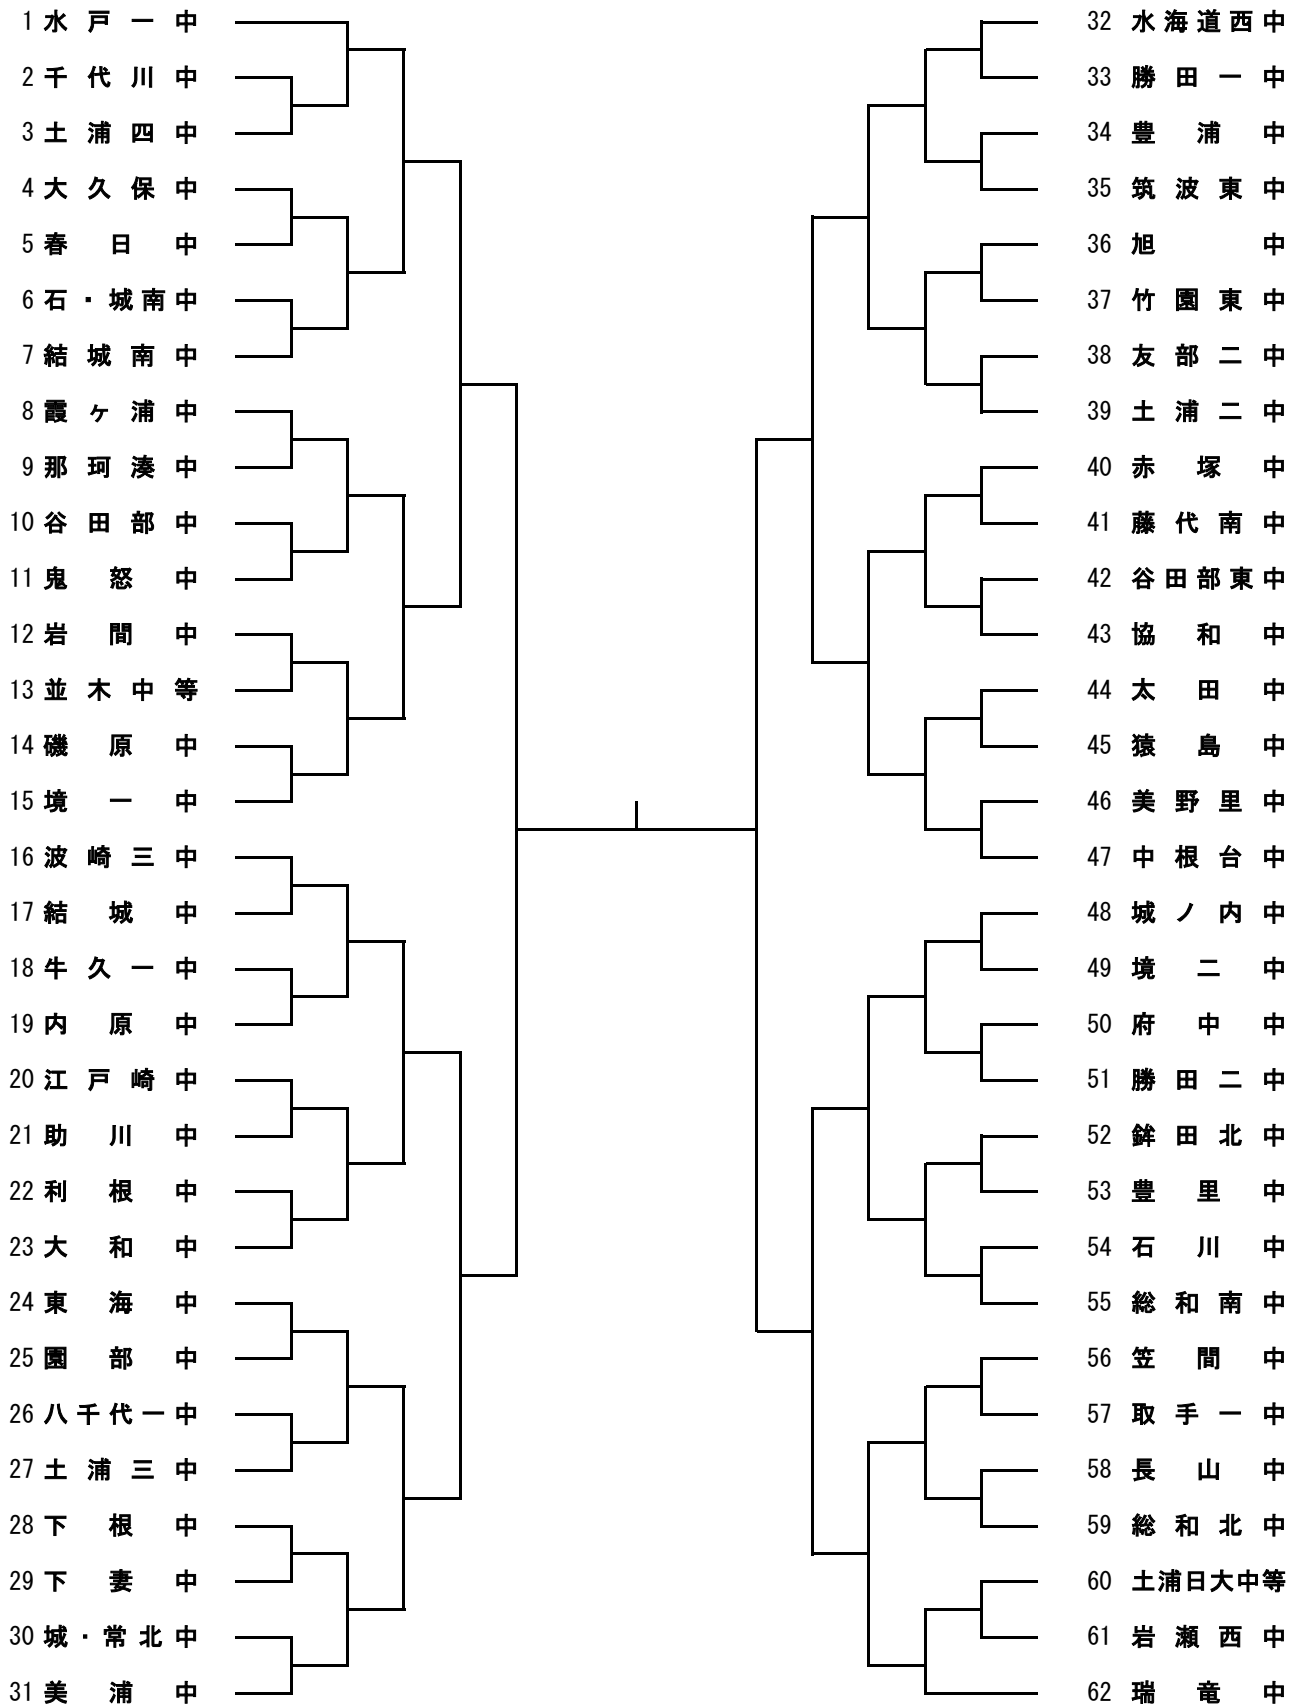 1 水戸一中
2 千代川中
3 土浦四中
4 大久保中
5 春日中
6 石・城南中
7 結城南中
8 霞ヶ浦中
9 那珂湊中
10 谷田部中
11 鬼怒中
12 岩間中
13 並木中等
14 磯原中
15 境一中
16 波崎三中
17 結城中
18 牛久一中
19 内原中
20 江戸崎中
21 助川中
22 利根中
23 大和中
24 東海中
25 園部中
26 八千代一中
27 土浦三中
28 下根中
29 下妻中
30 城・常北中
31 美浦中
32 水海道西中
33 勝田一中
34 豊浦中
35 筑波東中
36 旭中
37 竹園東中
38 友部二中
39 土浦二中
40 赤塚中
41 藤代南中
42 谷田部東中
43 協和中
44 太田中
45 猿島中
46 美野里中
47 中根台中
48 城ノ内中
49 境二中
50 府中中
51 勝田二中
52 鉾田北中
53 豊里中
54 石川中
55 総和南中
56 笠間中
57 取手一中
58 長山中
59 総和北中
60 土浦日大中等
61 岩瀬西中
62 瑞竜中